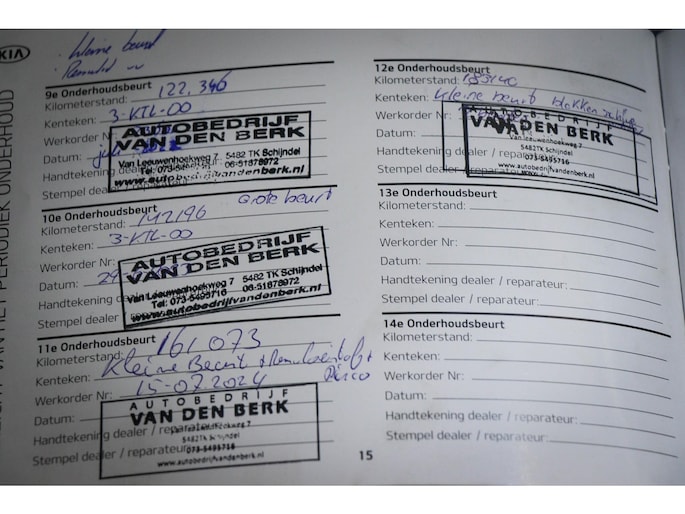 KIA
kleine beurt
9e Onderhoudsbeurt
Kilometerstand: 122,346
Kenteken: 3-KTL-00
Werkorder Nr
Datum:
Handtekening dealer
Stempel dealer
AUTOBEDRIJF
VAN DEN BERK
Van Leeuwenhoekweg 7 5482 TK Schijndel
www.autobedrijfvandenberk.nl
10e Onderhoudsbeurt Grote beurt
Kilometerstand: 142196
Kenteken: 3-KTL-00
Werkorder Nr:
Datum:
Handtekening
Stempel dealer
AUTOBEDRIJF
VAN DEN BERK
Van Leeuwenhoekweg 7 5482 TK Schijndel
Tel: 073-5495716 06-51878972
www.autobedrijfvandenberk.nl
11e Onderhoudsbeurt
Kilometerstand: 161,073
Kenteken: Kleine Beurt +
Werkorder Nr: 15-07-2024
Datum:
Handtekening dealer / reparateur:
Stempel dealer / reparateur:
AUTOBEDRIJF
VAN DEN BERK
5482TK Schijndel
073-5495716
www.autobedrijfvandenberk.nl
12e Onderhoudsbeurt
Kilometerstand: 183140
Kenteken: kleine beurt
Werkorder Nr
Datum:
Handtekening dealer
Stempel dealer / reparateur
VAN DEN BERK
Van Leeuwenhoekweg 7
5482TK Schijndel
073-5495716
www.autobedrijfvandenberk.nl
13e Onderhoudsbeurt
Kilometerstand:
Kenteken:
Werkorder Nr:
Datum:
Handtekening dealer / reparateur:
Stempel dealer / reparateur:
14e Onderhoudsbeurt
Kilometerstand:
Kenteken:
Werkorder Nr:
Datum:
Handtekening dealer / reparateur:
Stempel dealer / reparateur:
15